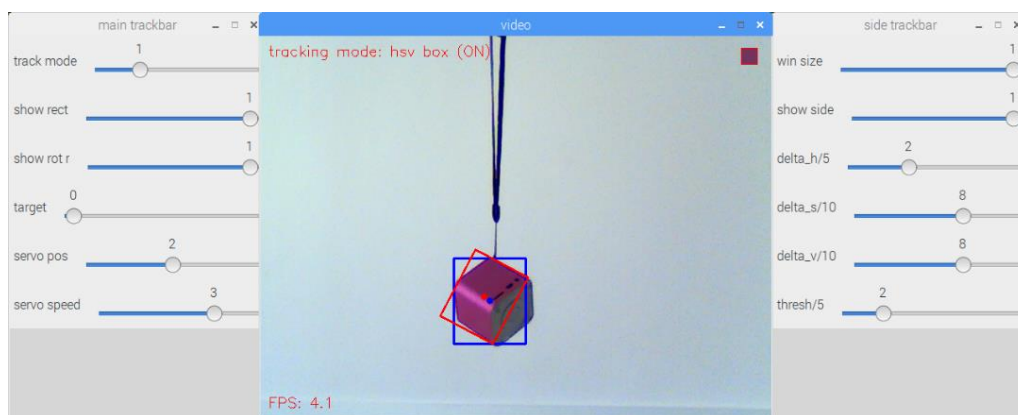 main trackbar
track mode 1
show rect 1
show rot r 1
target 0
servo pos 2
servo speed 3
video
tracking mode: hsv box (ON)
FPS: 4.1
side trackbar
win size 1
show side 1
delta_h/5 2
delta_s/10 8
delta_v/10 8
thresh/5 2